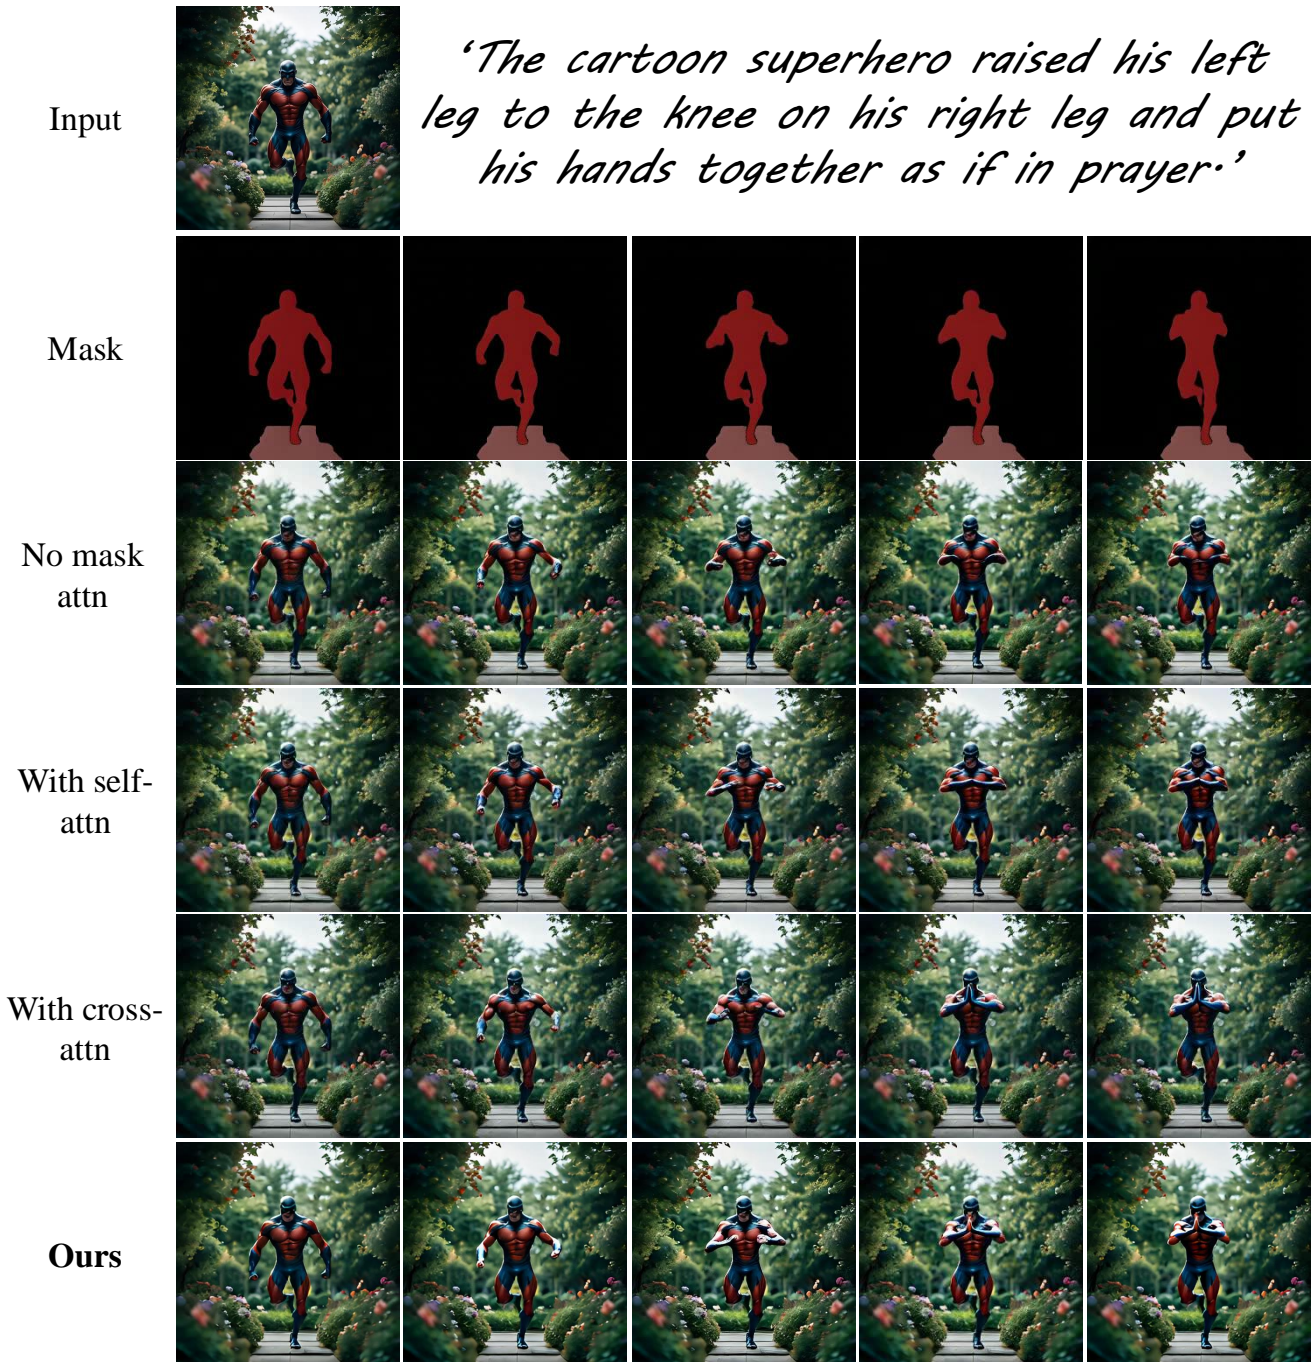 Input
‘The cartoon superhero raised his left
leg to the knee on his right leg and put
his hands together as if in prayer.’
Mask
No mask
attn
With self-
attn
With cross-
attn
Ours